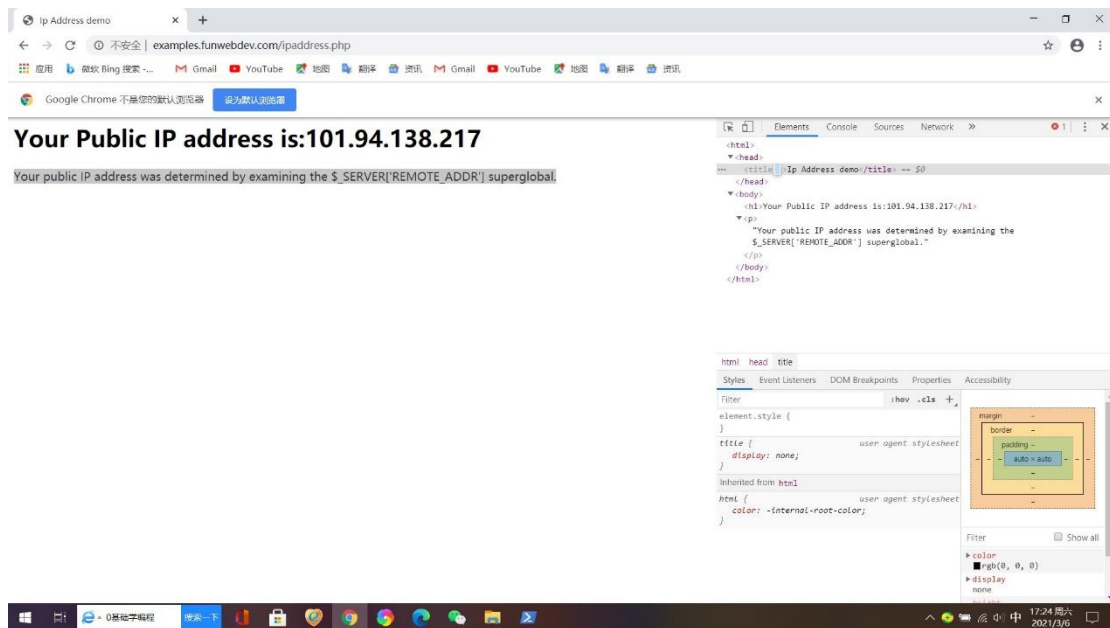 Ip Address demo
不安全 | examples.funwebdev.com/ipaddress.php
应用 微软 Bing 搜索 -... Gmail YouTube 地图 翻译 资讯 Gmail YouTube 地图 翻译 资讯
Google Chrome 不是您的默认浏览器 设为默认浏览器
Your Public IP address is:101.94.138.217
Your public IP address was determined by examining the $_SERVER['REMOTE_ADDR'] superglobal.
Elements Console Sources Network » 1
<html>
▼<head>
... <title>Ip Address demo</title> == $0
</head>
▼<body>
<h1>Your Public IP address is:101.94.138.217</h1>
▼<p>
"Your public IP address was determined by examining the
$_SERVER['REMOTE_ADDR'] superglobal."
</p>
</body>
</html>
html head title
Styles Event Listeners DOM Breakpoints Properties Accessibility
Filter :hov .cls +
element.style {
}
title { user agent stylesheet
display: none;
}
Inherited from html
html { user agent stylesheet
color: -internal-root-color;
}
margin -
border -
padding -
auto × auto
Filter Show all
color
rgb(0, 0, 0)
display
none
0基础学编程 搜索一下
中 17:24 周六
2021/3/6